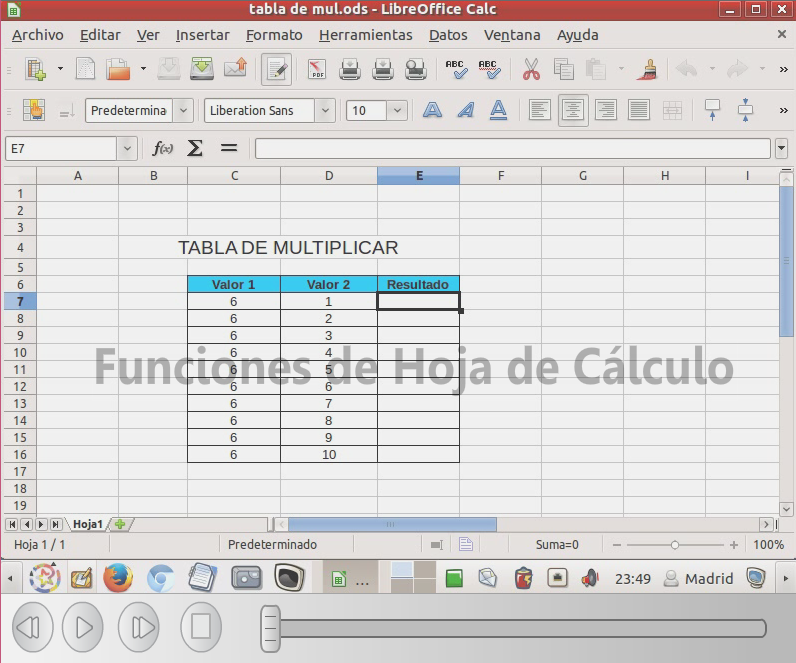 tabla de mul.ods - LibreOffice Calc
Archivo Editar Ver Insertar Formato Herramientas Datos Ventana Ayuda
PDF ABC ABC
Predetermina Liberation Sans 10
E7 f(x) Σ =
A B C D E F G H I
1
2
3
4 TABLA DE MULTIPLICAR
5
6 Valor 1 Valor 2 Resultado
7 6 1
8 6 2
9 6 3
10 6 4
Funciones de Hoja de Cálculo
11 6 5
12 6 6
13 6 7
14 6 8
15 6 9
16 6 10
17
18
19
Hoja1
Hoja 1 / 1 Predeterminado Suma=0 100%
... 23:49 Madrid